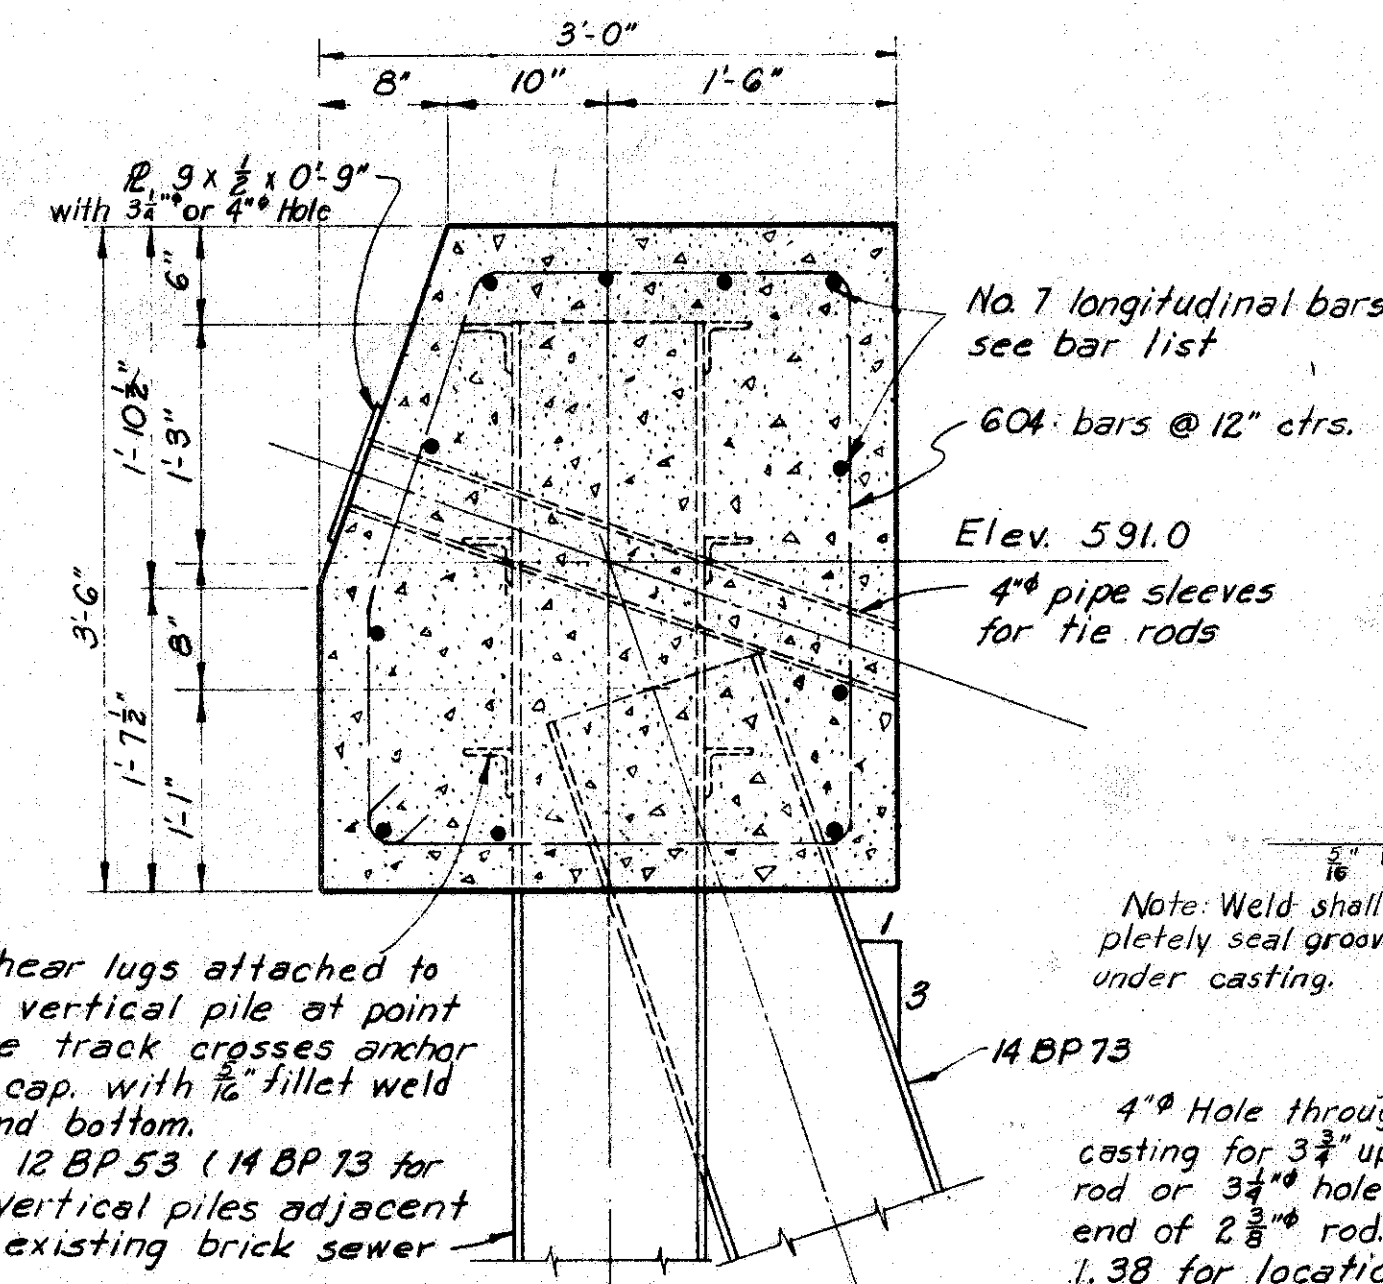 3'-0"
8" 10" 1'-6"
PL 9 x 1/2 x 0'-9"
with 3 1/4"φ or 4"φ Hole
6"
1'-10 1/2"
1'-3"
3'-6"
8"
1'-7 1/2"
1'-1"
No. 7 longitudinal bars
see bar list
604 bars @ 12" ctrs.
Elev. 591.0
4"φ pipe sleeves
for tie rods
5/16"
Note: Weld shall
pletely seal groov
under casting.
1
3
14 BP 73
hear lugs attached to
vertical pile at point
e track crosses anchor
cap. with 5/16" fillet weld
nd bottom.
12 BP 53 (14 BP 73 for
vertical piles adjacent
existing brick sewer
4"φ Hole throug
casting for 3 3/4" up
rod or 3 1/4"φ hole
end of 2 3/8"φ rod.
1.38 for locatio